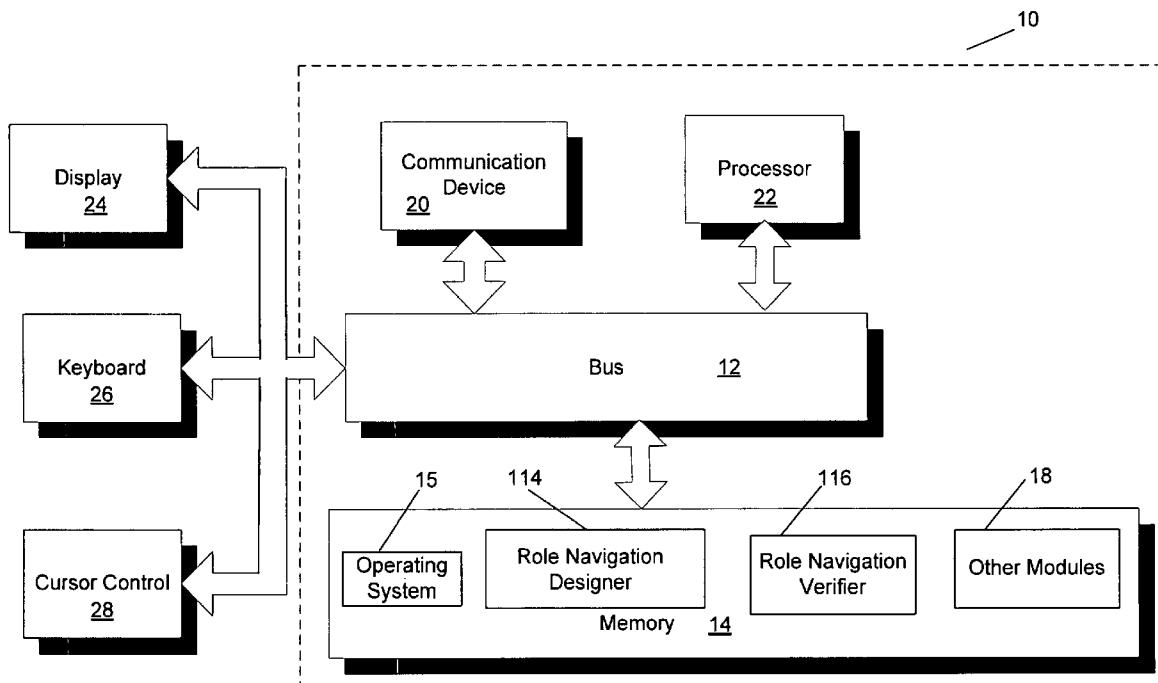 10
Display
24
Communication
Device
20
Processor
22
Keyboard
26
Bus 12
15
114
116
18
Cursor Control
28
Operating
System
Role Navigation
Designer
Role Navigation
Verifier
Other Modules
Memory 14